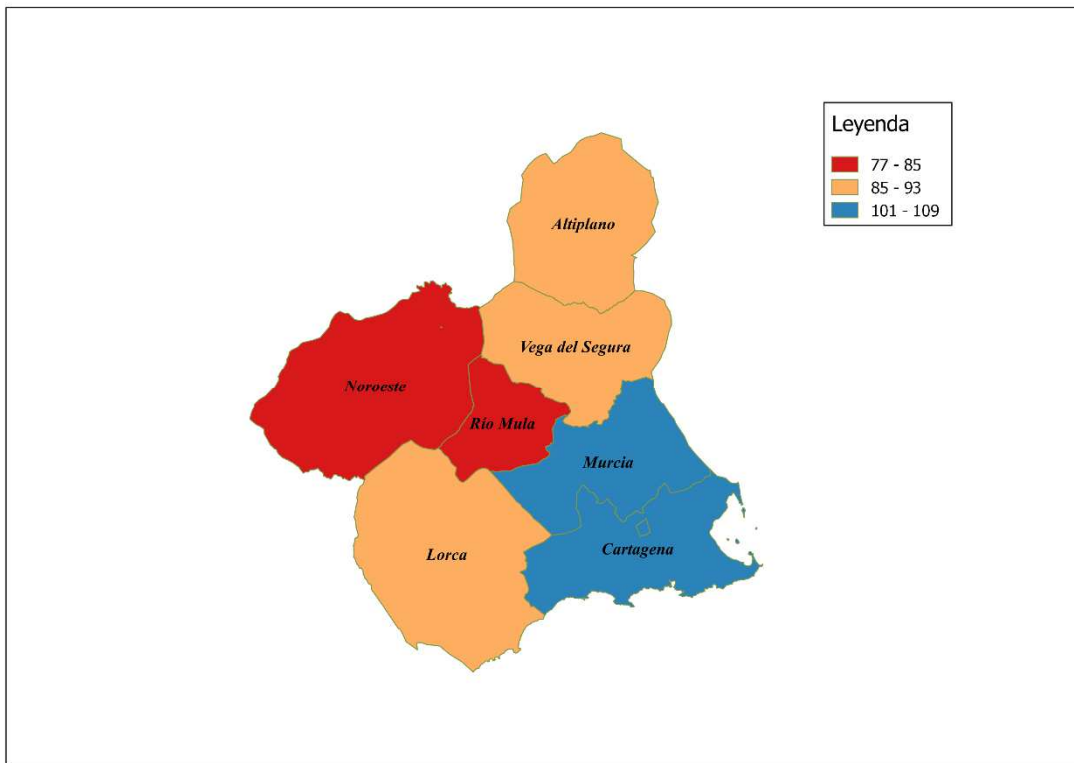 Leyenda
77 - 85
85 - 93
101 - 109
Altiplano
Vega del Segura
Noroeste
Río Mula
Murcia
Cartagena
Lorca